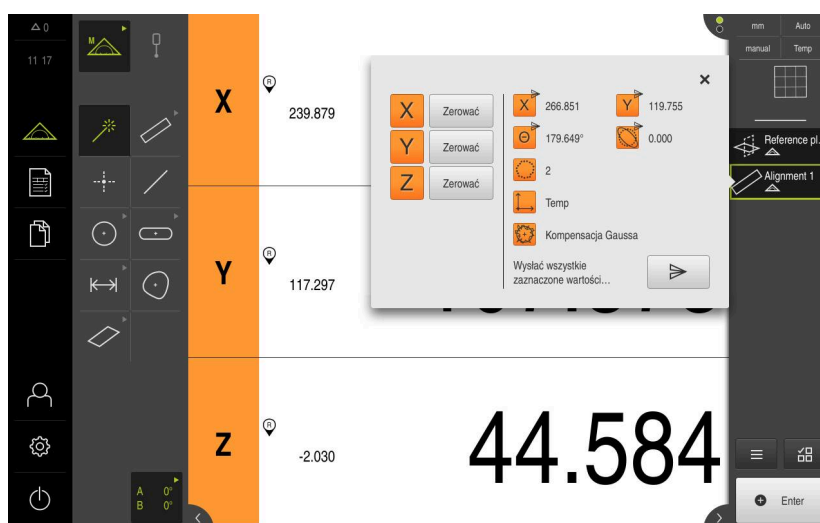 0
11 17
M
A 0°
B 0°
X
R
239.879
Y
R
117.297
Z
R
-2.030
44.584
X Zerować
Y Zerować
Z Zerować
X 266.851 Y 119.755
Θ 179.649° 0.000
2
Temp
Kompensacja Gaussa
Wysłać wszystkie
zaznaczone wartości...
mm Auto
manual Temp
Reference pl.
Alignment 1
Enter